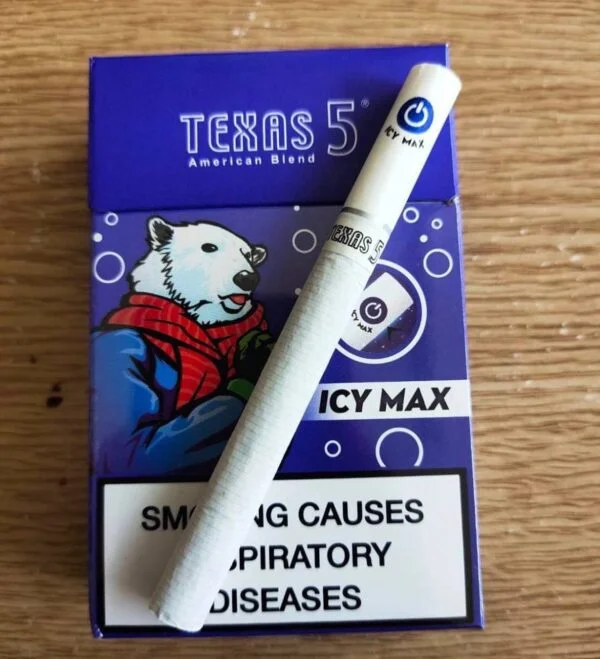 TEXAS 5®
American Blend
ICY MAX
TEXAS 5
ICY MAX
ICY MAX
SM NG CAUSES
SPIRATORY
DISEASES